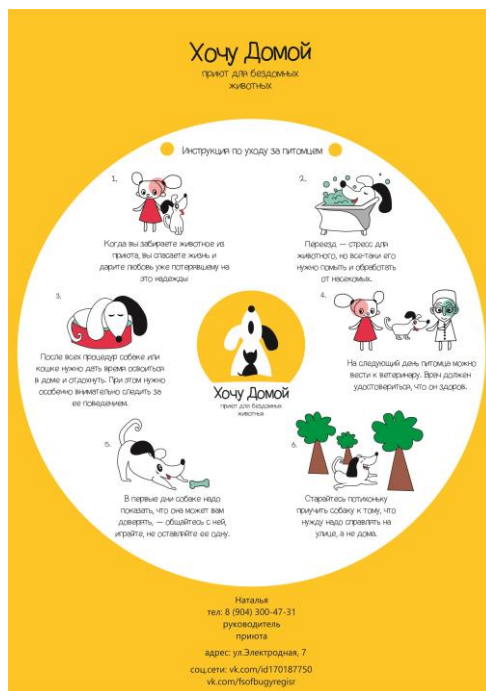 Хочу Домой
приют для бездомных
животных
Инструкция по уходу за питомцем
1.
Когда вы забираете животное из
приюта, вы спасаете жизнь и
дарите любовь уже потерявшему на
это надежды
2.
Переезд — стресс для
животного, но все-таки его
нужно помыть и обработать
от насекомых.
3.
После всех процедур собаке или
кошке нужно дать время освоиться
в доме и отдохнуть. При этом нужно
особенно внимательно следить за
ее поведением.
4.
На следующий день питомца можно
вести к ветеринару. Врач должен
удостовериться, что он здоров.
Хочу Домой
приют для бездомных
животных
5.
В первые дни собаке надо
показать, что она может вам
доверять, — общайтесь с ней,
играйте, не оставляйте ее одну.
6.
Старайтесь потихоньку
приучить собаку к тому, что
нужду надо справлять на
улице, а не дома.
Наталья
тел: 8 (904) 300-47-31
руководитель
приюта
адрес: ул.Электродная, 7
соц.сети: vk.com/id170187750
vk.com/fsofbugyregisr